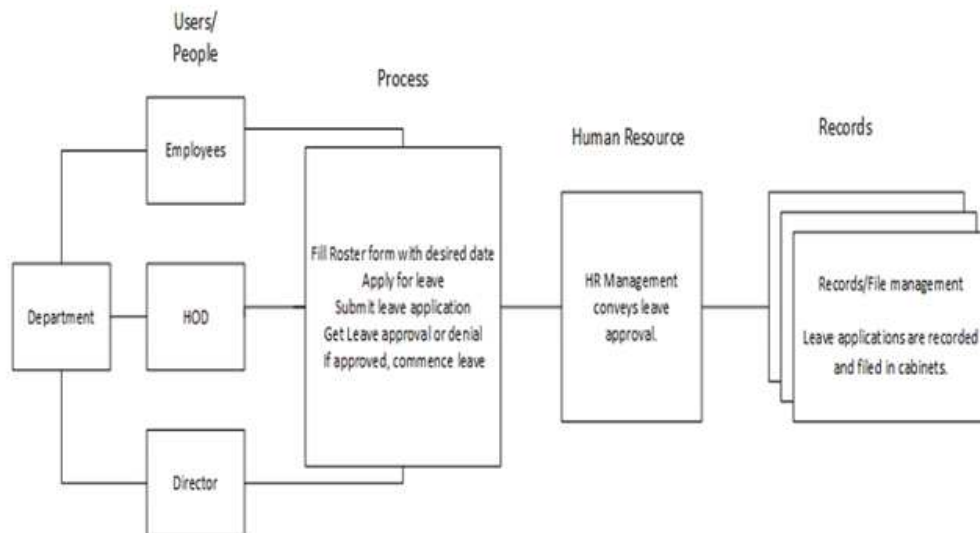 Users/
People
Process
Human Resource
Records
Employees
Department
HOD
Director
Fill Roster form with desired date
Apply for leave
Submit leave application
Get Leave approval or denial
If approved, commence leave
HR Management
conveys leave
approval.
Records/File management
Leave applications are recorded
and filed in cabinets.